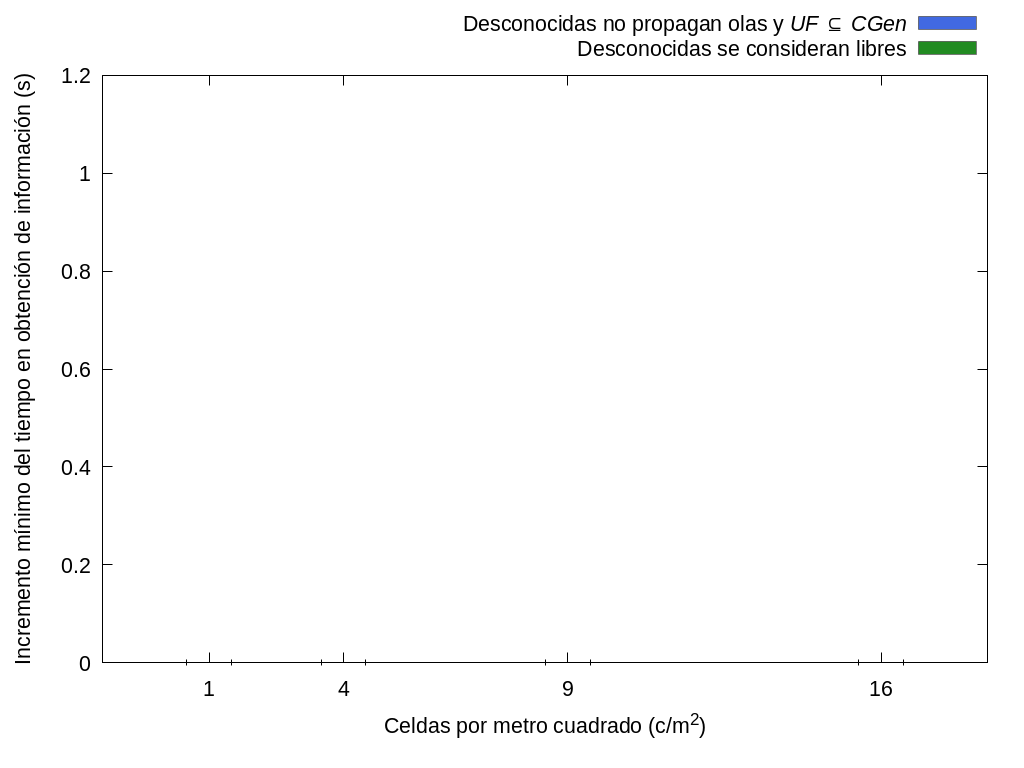 Desconocidas no propagan olas y UF ⊆ CGen
Desconocidas se consideran libres
Incremento mínimo del tiempo en obtención de información (s)
1.2
1
0.8
0.6
0.4
0.2
0
1 4 9 16
Celdas por metro cuadrado (c/m²)